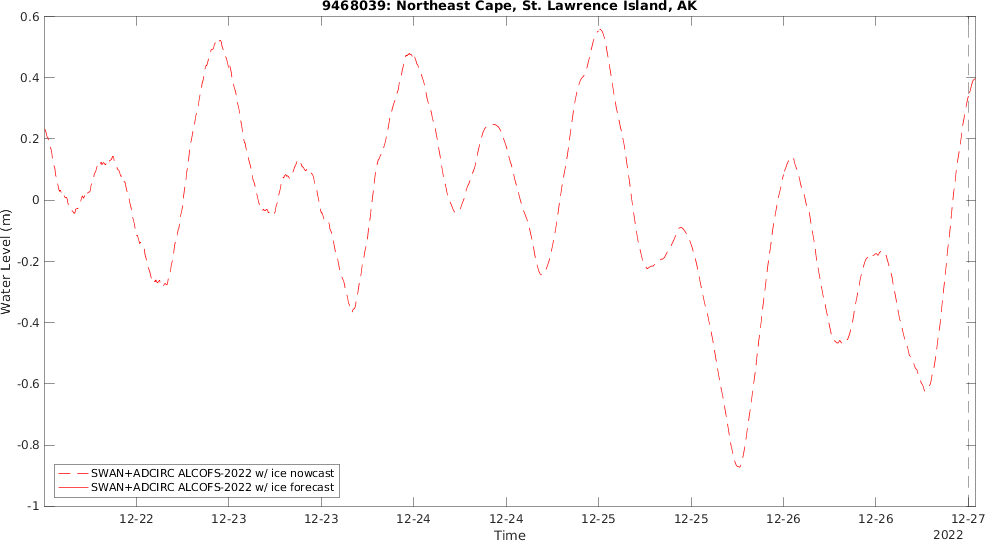 9468039: Northeast Cape, St. Lawrence Island, AK
0.6
0.4
0.2
0
-0.2
-0.4
-0.6
-0.8
-1
Water Level (m)
SWAN+ADCIRC ALCOFS-2022 w/ ice nowcast
SWAN+ADCIRC ALCOFS-2022 w/ ice forecast
12-22 12-23 12-23 12-24 12-24 12-25 12-25 12-26 12-26 12-27
Time
2022